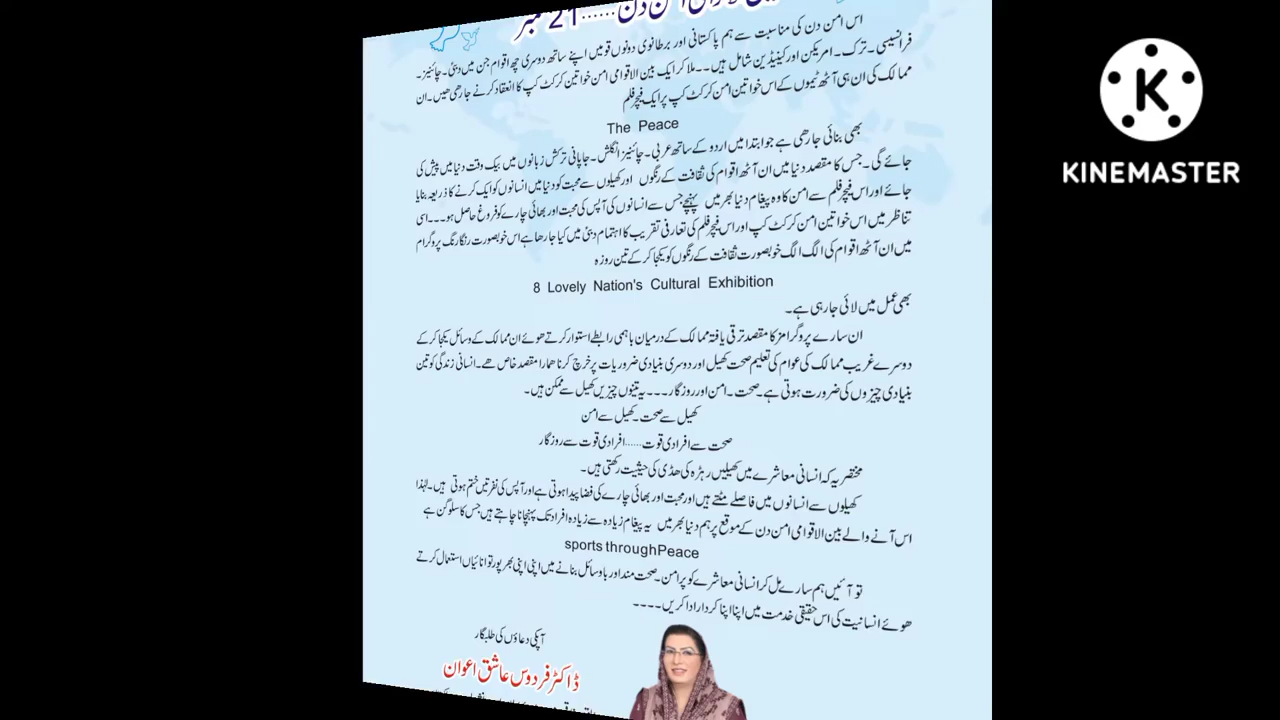 21 ستمبر......
اس امن دن کی مناسبت سے ہم پاکستانی اور برطانوی دونوں قومیں اپنے ساتھ دوسری چھ اقوام جن میں دبئی۔ چائنیز۔
فرانسیسی۔ ترک۔ امریکن اور کینیڈین شامل ہیں۔۔ ملا کر ایک بین الاقوامی امن خواتین کرکٹ کپ کا انعقاد کرنے جارھی ھیں۔ ان
ممالک کی ان ہی آٹھ ٹیموں کے اس خواتین امن کرکٹ کپ پر ایک فیچر فلم
The Peace
بھی بنائی جارھی ہے جو ابتدا میں اردو کے ساتھ عربی۔ چائنیز انگلش۔ جاپانی ترکش زبانوں میں بیک وقت دنیا میں پیش کی
جائے گی۔ جس کا مقصد دنیا میں ان آٹھ اقوام کی ثقافت کے رنگوں اور کھیلوں سے محبت کو دنیا میں انسانوں کو ایک کرنے کا ذریعہ بنایا
جائے اور اس فیچر فلم سے امن کا وہ پیغام دنیا بھر میں پہنچے جس سے انسانوں کی آپس کی محبت اور بھائی چارے کو فروغ حاصل ہو۔۔۔ اسی
تناظر میں اس خواتین امن کرکٹ کپ اور اس فیچر فلم کی تعارفی تقریب کا اہتمام دبئی میں کیا جارھا ہے اس خوبصورت رنگارنگ پروگرام
میں ان آٹھ اقوام کی الگ الگ خوبصورت ثقافت کے رنگوں کو یکجا کرکے تین روزہ
8 Lovely Nation's Cultural Exhibition
بھی عمل میں لائی جارہی ہے۔
ان سارے پروگرامز کا مقصد ترقی یافتہ ممالک کے درمیان باہمی رابطے استوار کرتے ھوئے ان ممالک کے وسائل یکجا کرکے
دوسرے غریب ممالک کی عوام کی تعلیم صحت کھیل اور دوسری بنیادی ضروریات پر خرچ کرنا ھمارا مقصد خاص ھے۔ انسانی زندگی کو تین
بنیادی چیزوں کی ضرورت ہوتی ہے۔ صحت۔ امن اور روزگار۔۔۔ یہ تینوں چیزیں کھیل سے ممکن ہیں۔
کھیل سے صحت۔ کھیل سے امن
صحت سے افرادی قوت......افرادی قوت سے روزگار
مختصر یہ کہ انسانی معاشرے میں کھیلیں رہڑہ کی ھڈی کی حیثیت رکھتی ہیں۔
کھیلوں سے انسانوں میں فاصلے مٹتے ہیں اور محبت اور بھائی چارے کی فضا پیدا ہوتی ہے اور آپس کی نفرتیں ختم ہوتی ہیں۔ لہذا
اس آنے والے بین الاقوامی امن دن کے موقع پر ہم دنیا بھر میں یہ پیغام زیادہ سے زیادہ افراد تک پہنچانا چاہتے ہیں جس کا سلوگن ہے
sports throughPeace
تو آئیں ہم سارے مل کر انسانی معاشرے کو پرامن۔ صحت مند اور باوسائل بنانے میں اپنی اپنی بھرپور توانائیاں استعمال کرتے
ھوئے انسانیت کی اس حقیقی خدمت میں اپنا اپنا کردار ادا کریں۔۔۔۔
آپکی دعاؤں کی طلبگار
ڈاکٹر فردوس عاشق اعوان
KINEMASTER